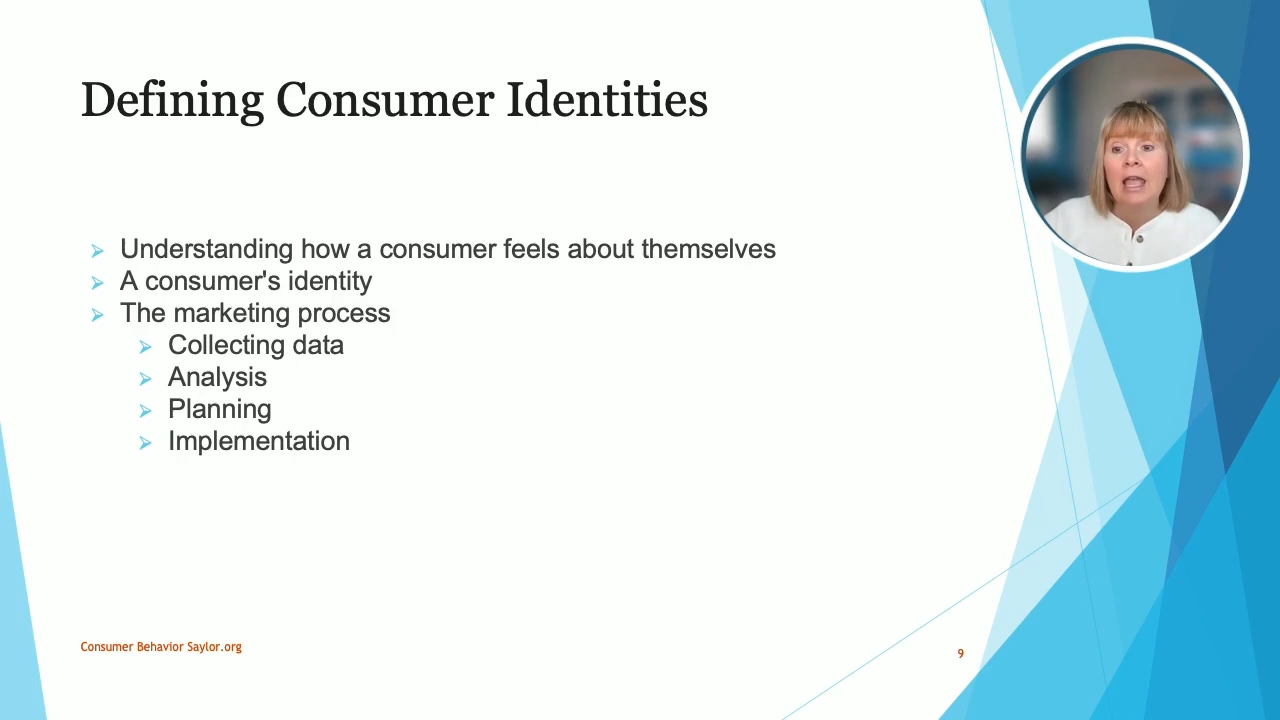 Defining Consumer Identities
Understanding how a consumer feels about themselves
A consumer's identity
The marketing process
Collecting data
Analysis
Planning
Implementation
Consumer Behavior Saylor.org
9